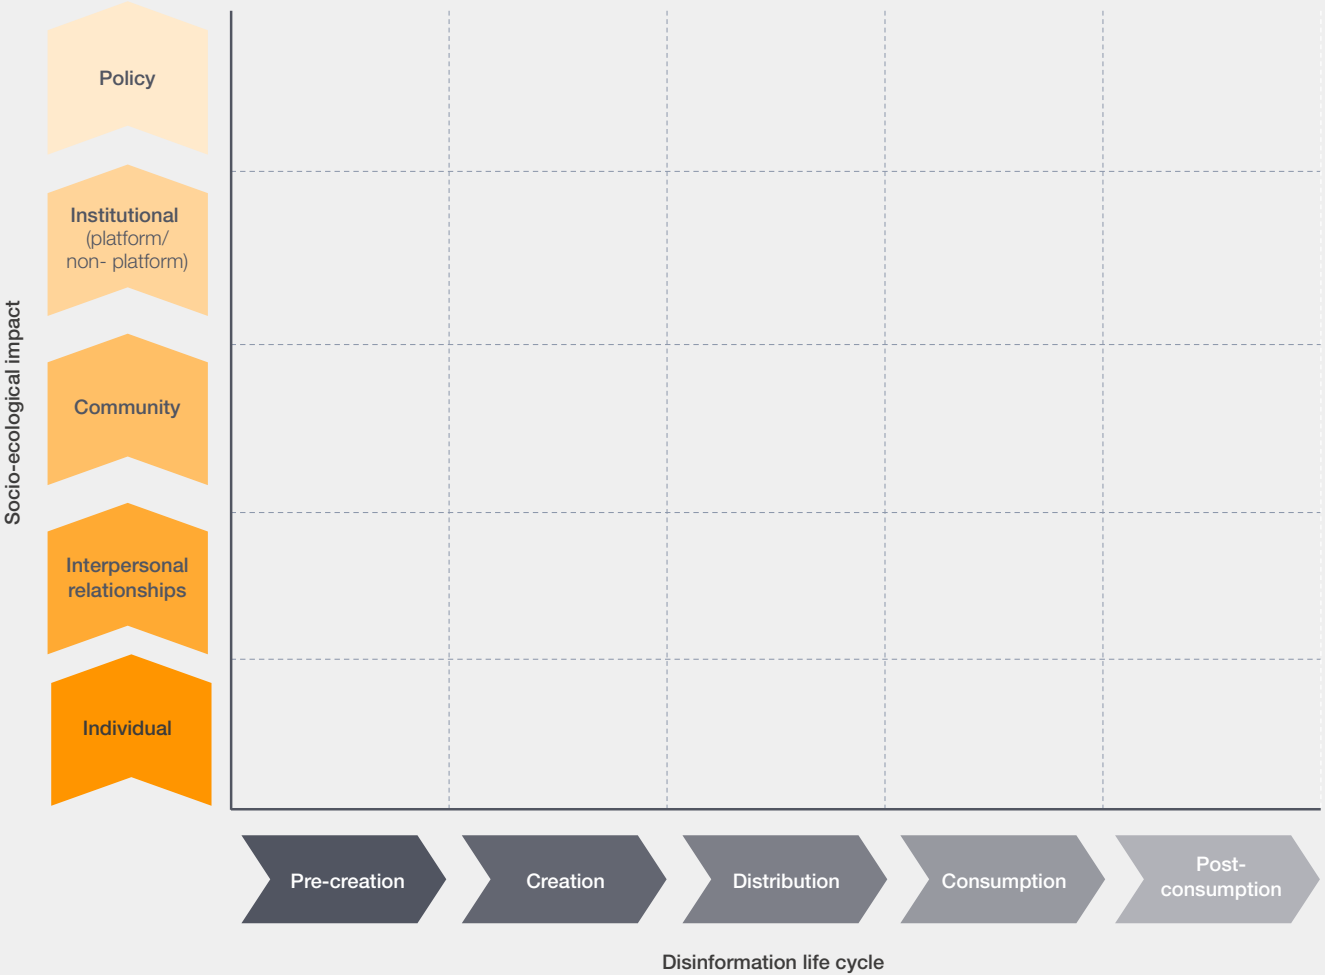 Policy
Institutional
(platform/
non- platform)
Community
Interpersonal
relationships
Individual
Socio-ecological impact
Pre-creation
Creation
Distribution
Consumption
Post-
consumption
Disinformation life cycle